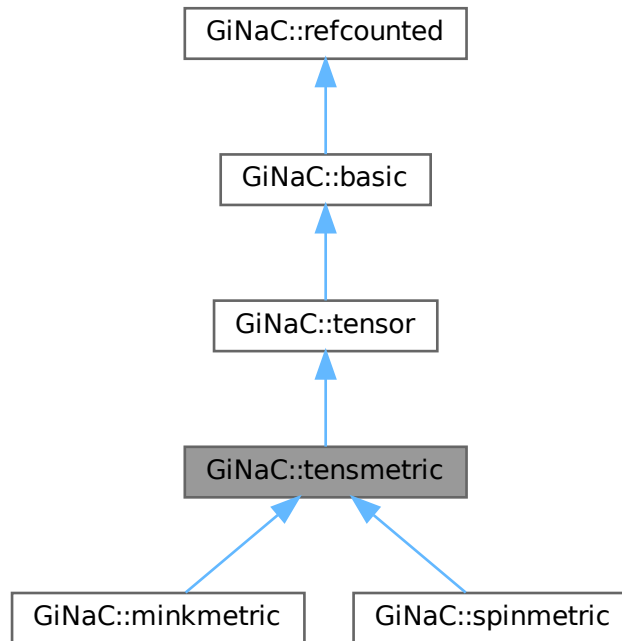 GiNaC::refcounted
GiNaC::basic
GiNaC::tensor
GiNaC::tensmetric
GiNaC::minkmetric
GiNaC::spinmetric